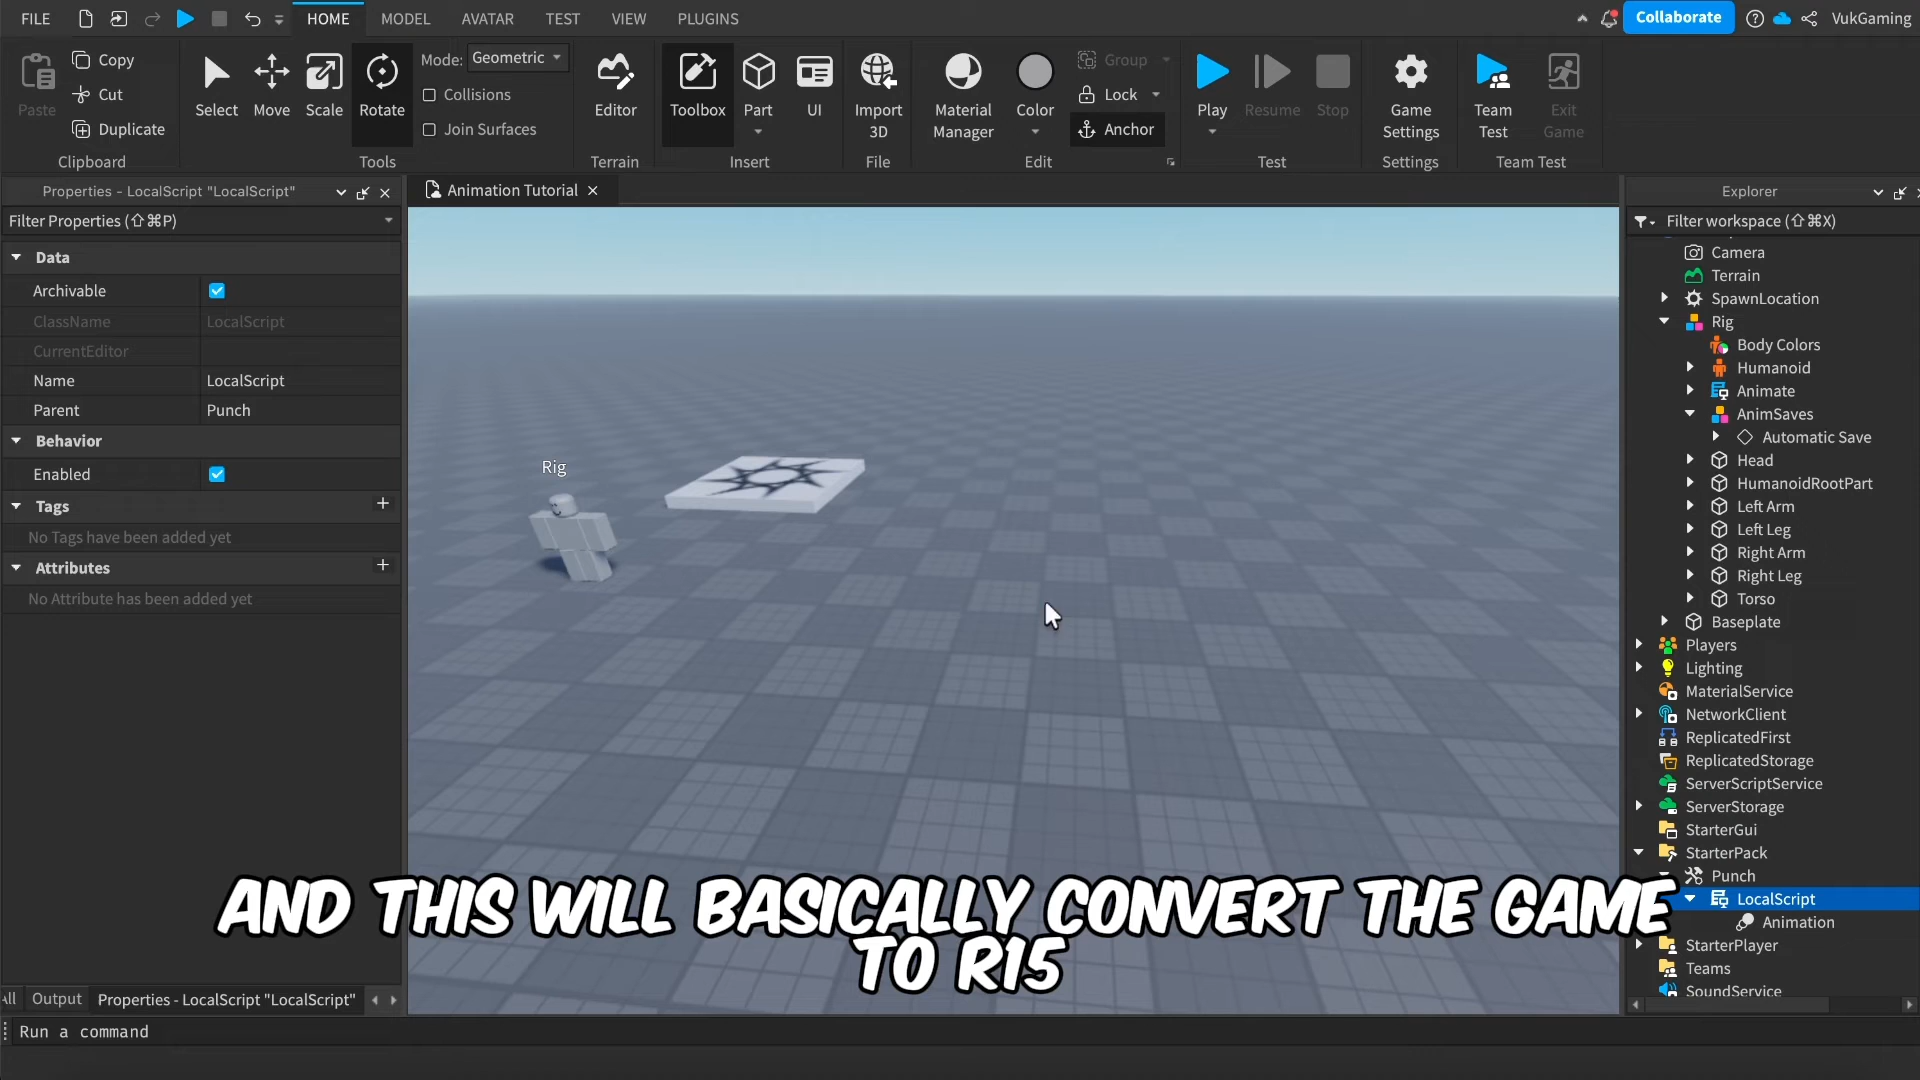 FILE
HOME
MODEL
AVATAR
TEST
VIEW
PLUGINS
Collaborate
VukGaming
Paste
Copy
Cut
Duplicate
Clipboard
Select
Move
Scale
Rotate
Mode:
Geometric
Collisions
Join Surfaces
Tools
Editor
Terrain
Toolbox
Part
UI
Insert
Import
3D
File
Material
Manager
Color
Group
Lock
Anchor
Edit
Play
Resume
Stop
Test
Game
Settings
Settings
Team
Test
Exit
Game
Team Test
Properties - LocalScript "LocalScript"
Filter Properties (⇧⌘P)
Data
Archivable
ClassName LocalScript
CurrentEditor
Name LocalScript
Parent Punch
Behavior
Enabled
Tags
No Tags have been added yet
Attributes
No Attribute has been added yet
Output
Properties - LocalScript "LocalScript"
Run a command
Animation Tutorial
Rig
AND THIS WILL BASICALLY CONVERT THE GAME
TO R15
Explorer
Filter workspace (⇧⌘X)
Camera
Terrain
SpawnLocation
Rig
Body Colors
Humanoid
Animate
AnimSaves
Automatic Save
Head
HumanoidRootPart
Left Arm
Left Leg
Right Arm
Right Leg
Torso
Baseplate
Players
Lighting
MaterialService
NetworkClient
ReplicatedFirst
ReplicatedStorage
ServerScriptService
ServerStorage
StarterGui
StarterPack
Punch
LocalScript
Animation
StarterPlayer
Teams
SoundService